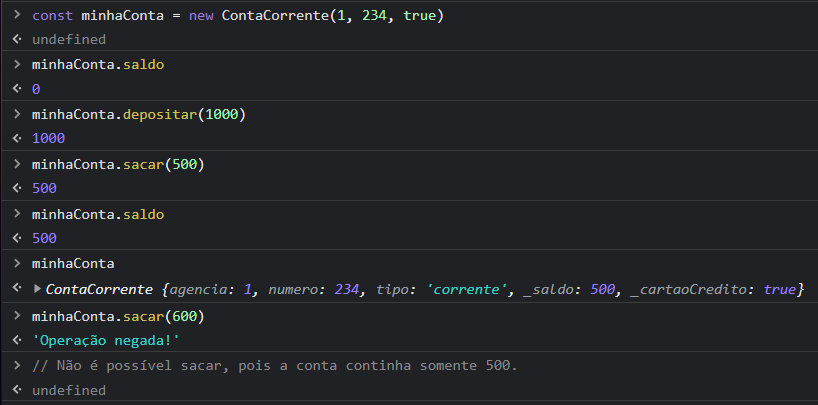 const minhaConta = new ContaCorrente(1, 234, true)
undefined
minhaConta.saldo
0
minhaConta.depositar(1000)
1000
minhaConta.sacar(500)
500
minhaConta.saldo
500
minhaConta
ContaCorrente {agencia: 1, numero: 234, tipo: 'corrente', _saldo: 500, _cartaoCredito: true}
minhaConta.sacar(600)
'Operação negada!'
// Não é possível sacar, pois a conta continha somente 500.
undefined